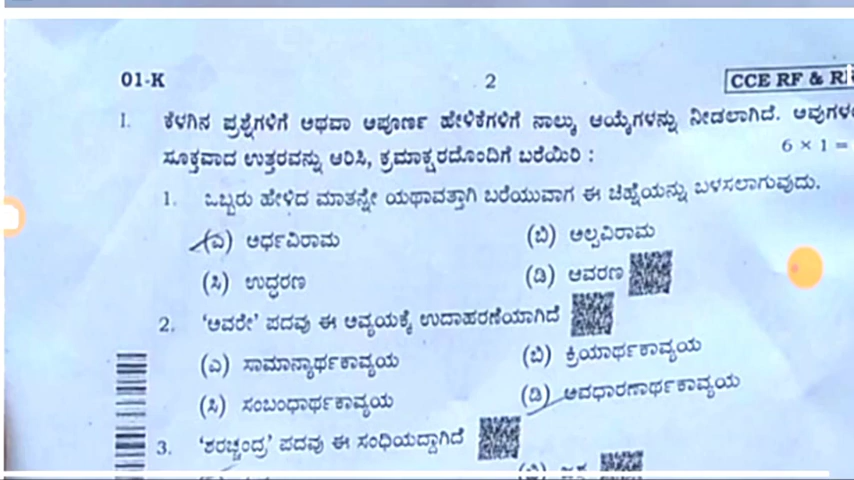 01-K 2 CCE RF & R
I. ಕೆಳಗಿನ ಪ್ರಶ್ನೆಗಳಿಗೆ ಅಥವಾ ಅಪೂರ್ಣ ಹೇಳಿಕೆಗಳಿಗೆ ನಾಲ್ಕು ಆಯ್ಕೆಗಳನ್ನು ನೀಡಲಾಗಿದೆ. ಅವುಗಳ
ಸೂಕ್ತವಾದ ಉತ್ತರವನ್ನು ಆರಿಸಿ, ಕ್ರಮಾಕ್ಷರದೊಂದಿಗೆ ಬರೆಯಿರಿ : 6 × 1 =
1. ಒಬ್ಬರು ಹೇಳಿದ ಮಾತನ್ನೇ ಯಥಾವತ್ತಾಗಿ ಬರೆಯುವಾಗ ಈ ಚಿಹ್ನೆಯನ್ನು ಬಳಸಲಾಗುವುದು.
(ಎ) ಅರ್ಧವಿರಾಮ (ಬಿ) ಅಲ್ಪವಿರಾಮ
(ಸಿ) ಉದ್ಧರಣ (ಡಿ) ಆವರಣ
2. 'ಅವರೇ' ಪದವು ಈ ಅವ್ಯಯಕ್ಕೆ ಉದಾಹರಣೆಯಾಗಿದೆ
(ಎ) ಸಾಮಾನ್ಯಾರ್ಥಕಾವ್ಯಯ (ಬಿ) ಕ್ರಿಯಾರ್ಥಕಾವ್ಯಯ
(ಸಿ) ಸಂಬಂಧಾರ್ಥಕಾವ್ಯಯ (ಡಿ) ಅವಧಾರಣಾರ್ಥಕಾವ್ಯಯ
3. 'ಶರಚ್ಚಂದ್ರ' ಪದವು ಈ ಸಂಧಿಯದ್ದಾಗಿದೆ